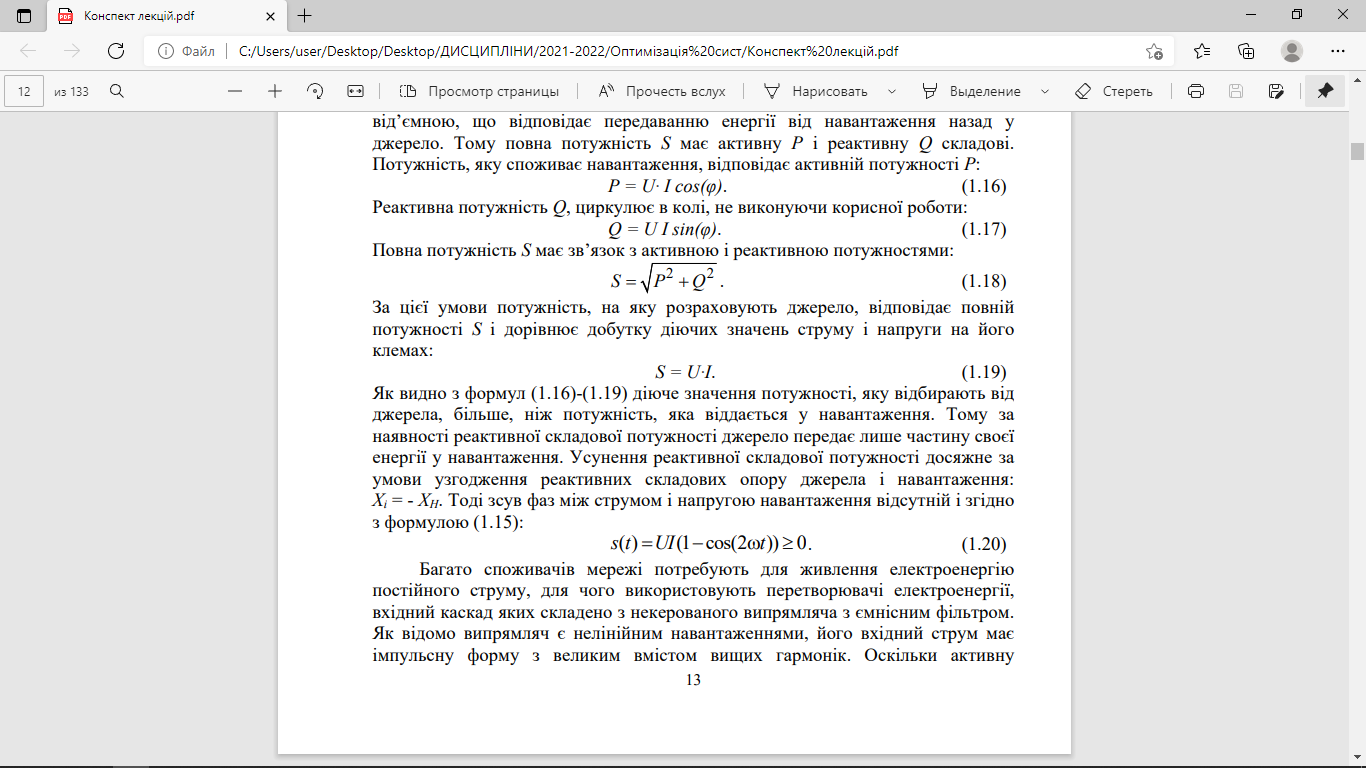 Конспект лекцій.pdf
Файл
C:/Users/user/Desktop/Desktop/ДИСЦИПЛІНИ/2021-2022/Оптимізація%20сист/Конспект%20лекцій.pdf
12 из 133 Просмотр страницы Прочесть вслух Нарисовать Выделение Стереть
від’ємною, що відповідає передаванню енергії від навантаження назад у
джерело. Тому повна потужність S має активну P і реактивну Q складові.
Потужність, яку споживає навантаження, відповідає активній потужності P:
P = U· I cos(φ). (1.16)
Реактивна потужність Q, циркулює в колі, не виконуючи корисної роботи:
Q = U I sin(φ). (1.17)
Повна потужність S має зв’язок з активною і реактивною потужностями:
S = √(P² + Q²) . (1.18)
За цієї умови потужність, на яку розраховують джерело, відповідає повній
потужності S і дорівнює добутку діючих значень струму і напруги на його
клемах:
S = U·I. (1.19)
Як видно з формул (1.16)-(1.19) діюче значення потужності, яку відбирають від
джерела, більше, ніж потужність, яка віддається у навантаження. Тому за
наявності реактивної складової потужності джерело передає лише частину своєї
енергії у навантаження. Усунення реактивної складової потужності досяжне за
умови узгодження реактивних складових опору джерела і навантаження:
Xi = - XH. Тоді зсув фаз між струмом і напругою навантаження відсутній і згідно
з формулою (1.15):
s(t) = UI(1 − cos(2ωt)) ≥ 0. (1.20)
Багато споживачів мережі потребують для живлення електроенергію
постійного струму, для чого використовують перетворювачі електроенергії,
вхідний каскад яких складено з некерованого випрямляча з ємнісним фільтром.
Як відомо випрямляч є нелінійним навантаженнями, його вхідний струм має
імпульсну форму з великим вмістом вищих гармонік. Оскільки активну
13